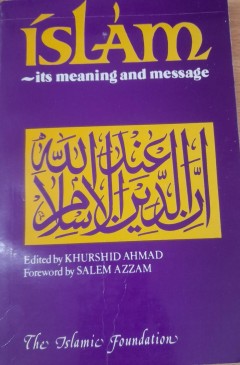 ISLAM
~its meaning and message
إن الدين عند الله الإسلام
Edited by KHURSHID AHMAD
Foreword by SALEM AZZAM
The Islamic Foundation